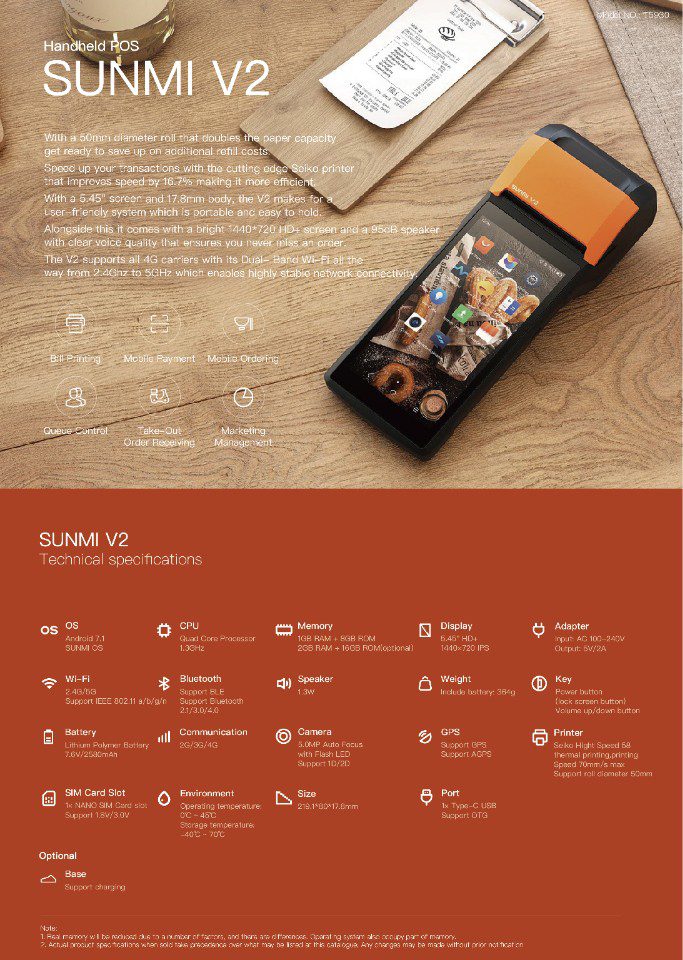 Model NO.: T5930
Handheld POS
SUNMI V2
With a 50mm diameter roll that doubles the paper capacity
get ready to save up on additional refill costs.
Speed up your transactions with the cutting edge Seiko printer
that improves speed by 16.7% making it more efficient.
With a 5.45" screen and 17.8mm body, the V2 makes for a
user-friendly system which is portable and easy to hold.
Alongside this it comes with a bright 1440*720 HD+ screen and a 95dB speaker
with clear voice quality that ensures you never miss an order.
The V2 supports all 4G carriers with its Dual- Band Wi-Fi all the
way from 2.4Ghz to 5GHz which enables highly stable network connectivity.
SUNMI V2
Bill Printing
Mobile Payment
Mobile Ordering
Queue Control
Take-Out
Order Receiving
Marketing
Management
SUNMI V2
Technical specifications
OS
OS
Android 7.1
SUNMI OS
CPU
Quad Core Processor
1.3GHz
Memory
1GB RAM + 8GB ROM
2GB RAM + 16GB ROM(optional)
Display
5.45" HD+
1440×720 IPS
Adapter
Input: AC 100-240V
Output: 5V/2A
Wi-Fi
2.4G/5G
Support IEEE 802.11 a/b/g/n
Bluetooth
Support BLE
Support Bluetooth
2.1/3.0/4.0
Speaker
1.3W
Weight
Include battery: 364g
Key
Power button
(lock screen button)
Volume up/down button
Battery
Lithium Polymer Battery
7.6V/2580mAh
Communication
2G/3G/4G
Camera
5.0MP Auto Focus
with Flash LED
Support 1D/2D
GPS
Support GPS
Support AGPS
Printer
Seiko Hight Speed 58
thermal printing,printing
Speed 70mm/s max
Support roll diameter 50mm
SIM Card Slot
1x NANO SIM Card slot
Support 1.8V/3.0V
Environment
Operating temperature:
0°C ~ 45°C
Storage temperature:
-40°C ~ 70°C
Size
219.1*80*17.8mm
Port
1x Type-C USB
Support OTG
Optional
Base
Support charging
Note:
1. Real memory will be reduced due to a number of factors, and there are differences. Operating system also occupy part of memory.
2. Actual product specifications when sold take precedence over what may be listed at this catalogue. Any changes may be made without prior notification